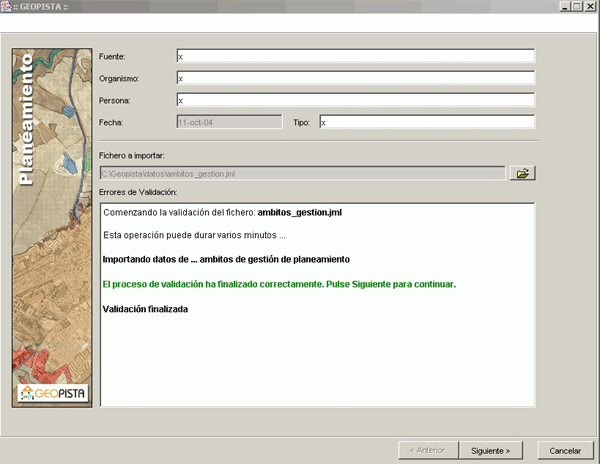 :: GEOPISTA ::
Planeamiento
Fuente: x
Organismo: x
Persona: x
Fecha: 11-oct-04 Tipo: x
Fichero a importar:
C:\Geopista\datos\ambitos_gestion.jml
Errores de Validación:
Comenzando la validación del fichero: ambitos_gestion.jml
Esta operación puede durar varios minutos ...
Importando datos de ... ambitos de gestión de planeamiento
El proceso de validación ha finalizado correctamente. Pulse Siguiente para continuar.
Validación finalizada
GEOPISTA
< Anterior Siguiente > Cancelar